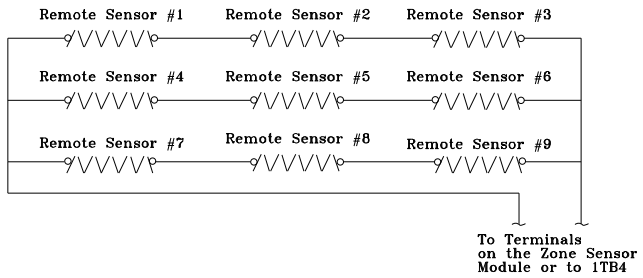 Remote Sensor #1 Remote Sensor #2 Remote Sensor #3
Remote Sensor #4 Remote Sensor #5 Remote Sensor #6
Remote Sensor #7 Remote Sensor #8 Remote Sensor #9
To Terminals
on the Zone Sensor
Module or to 1TB4